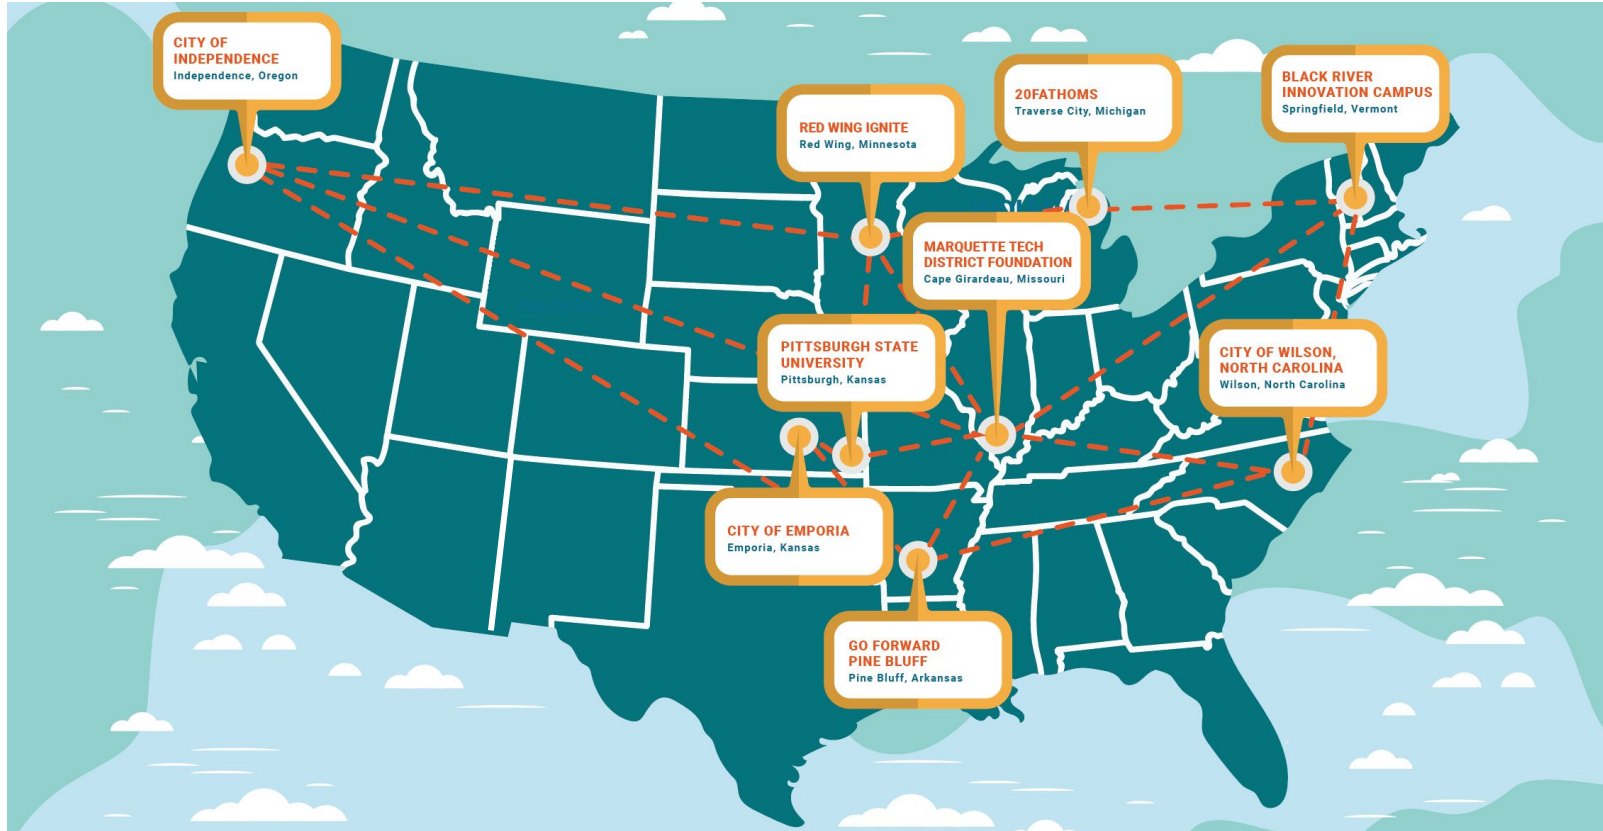 CITY OF
INDEPENDENCE
Independence, Oregon
RED WING IGNITE
Red Wing, Minnesota
20FATHOMS
Traverse City, Michigan
BLACK RIVER
INNOVATION CAMPUS
Springfield, Vermont
MARQUETTE TECH
DISTRICT FOUNDATION
Cape Girardeau, Missouri
PITTSBURGH STATE
UNIVERSITY
Pittsburgh, Kansas
CITY OF WILSON,
NORTH CAROLINA
Wilson, North Carolina
CITY OF EMPORIA
Emporia, Kansas
GO FORWARD
PINE BLUFF
Pine Bluff, Arkansas